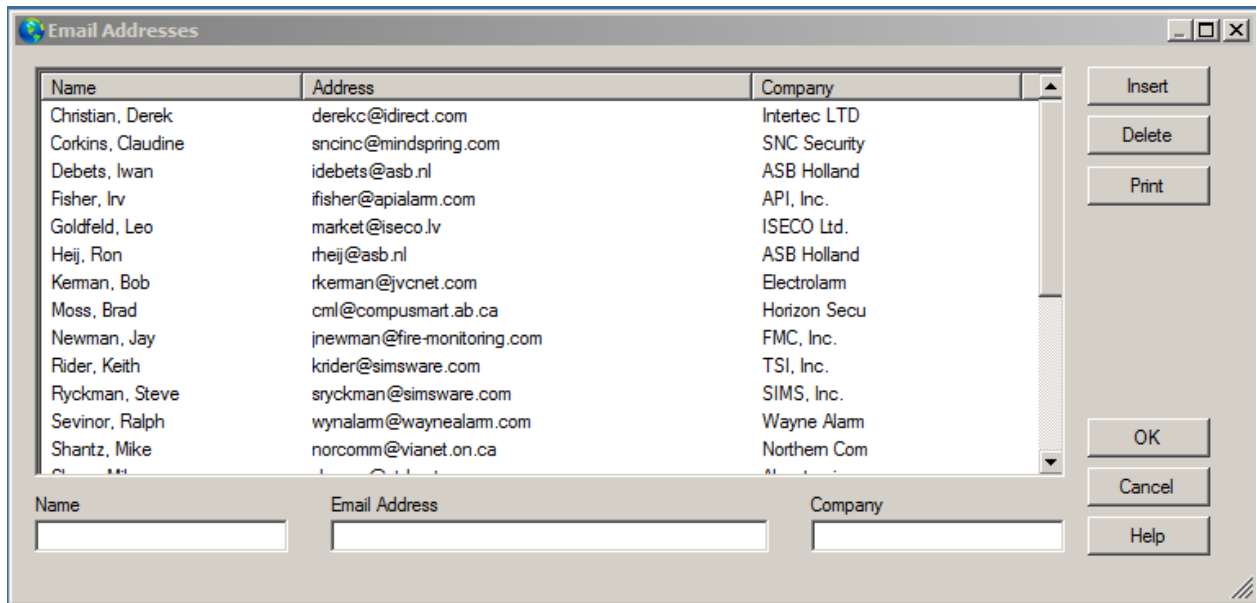 Email Addresses
Name Address Company
Christian, Derek derekc@idirect.com Intertec LTD
Corkins, Claudine sncinc@mindspring.com SNC Security
Debets, Iwan idebets@asb.nl ASB Holland
Fisher, Irv ifisher@apialarm.com API, Inc.
Goldfeld, Leo market@iseco.lv ISECO Ltd.
Heij, Ron rheij@asb.nl ASB Holland
Kerman, Bob rkerman@jvcnet.com Electrolarm
Moss, Brad cml@compusmart.ab.ca Horizon Secu
Newman, Jay jnewman@fire-monitoring.com FMC, Inc.
Rider, Keith krider@simsware.com TSI, Inc.
Ryckman, Steve sryckman@simsware.com SIMS, Inc.
Sevinor, Ralph wynalarm@waynealarm.com Wayne Alarm
Shantz, Mike norcomm@vianet.on.ca Northern Com
Name Email Address Company
Insert
Delete
Print
OK
Cancel
Help